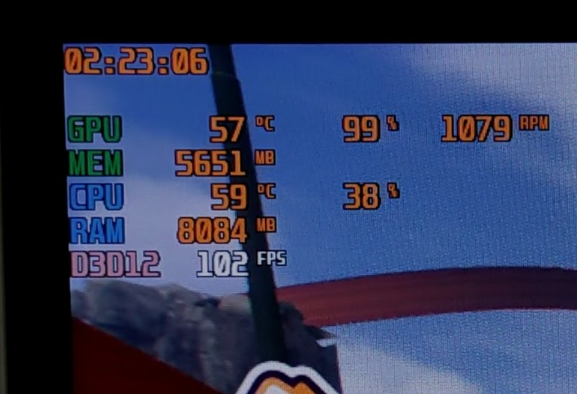 02:23:06
GPU 57 °C 99 % 1079 RPM
MEM 5651 MB
CPU 59 °C 38 %
RAM 8084 MB
D3D12 102 FPS